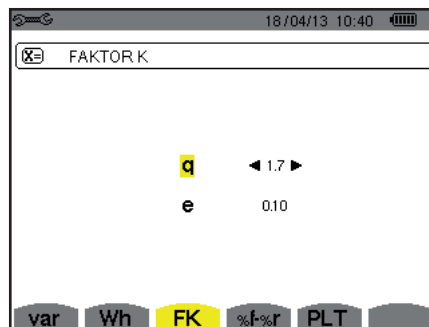 18/04/13 10:40
X= FAKTOR K
q ◄ 1.7 ►
e 0.10
var Wh FK %f-%r PLT